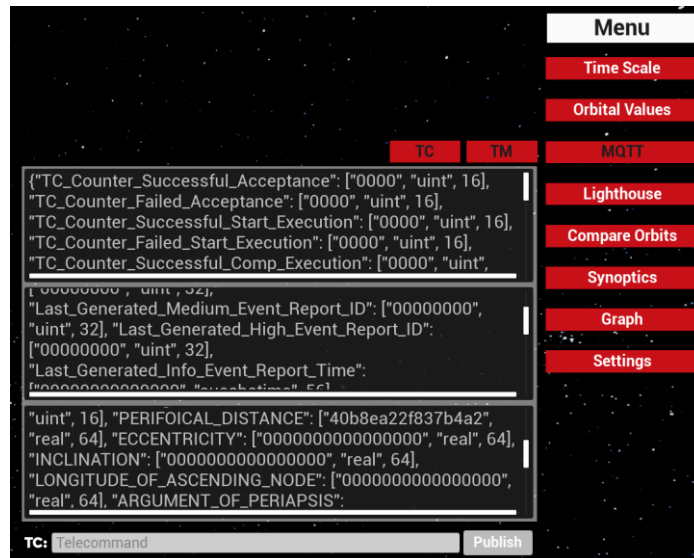 Menu
Time Scale
Orbital Values
TC TM MQTT
{"TC_Counter_Successful_Acceptance": ["0000", "uint", 16],
"TC_Counter_Failed_Acceptance": ["0000", "uint", 16],
"TC_Counter_Successful_Start_Execution": ["0000", "uint", 16],
"TC_Counter_Failed_Start_Execution": ["0000", "uint", 16],
"TC_Counter_Successful_Comp_Execution": ["0000", "uint",
["00000000", "uint", 32],
"Last_Generated_Medium_Event_Report_ID": ["00000000",
"uint", 32], "Last_Generated_High_Event_Report_ID":
["00000000", "uint", 32],
"Last_Generated_Info_Event_Report_Time":
"uint", 16], "PERIFOICAL_DISTANCE": ["40b8ea22f837b4a2",
"real", 64], "ECCENTRICITY": ["0000000000000000", "real", 64],
"INCLINATION": ["0000000000000000", "real", 64],
"LONGITUDE_OF_ASCENDING_NODE": ["0000000000000000",
"real", 64], "ARGUMENT_OF_PERIAPSIS":
Lighthouse
Compare Orbits
Synoptics
Graph
Settings
TC: Telecommand Publish